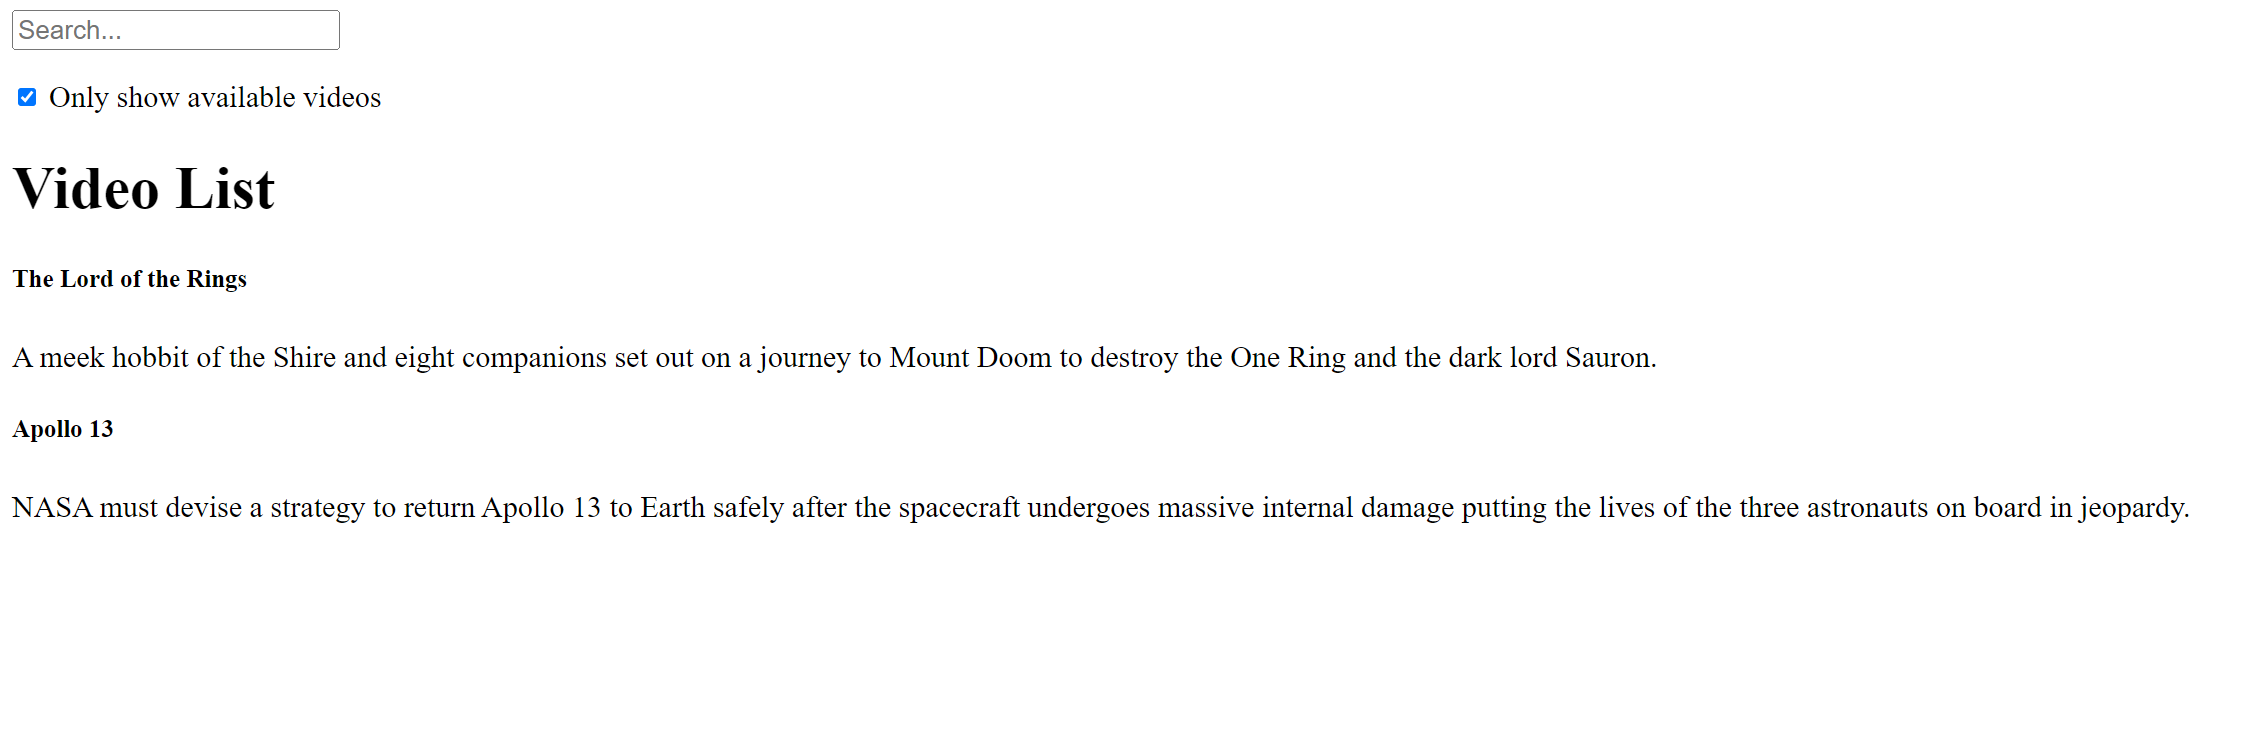 Search...
Only show available videos
Video List
The Lord of the Rings
A meek hobbit of the Shire and eight companions set out on a journey to Mount Doom to destroy the One Ring and the dark lord Sauron.
Apollo 13
NASA must devise a strategy to return Apollo 13 to Earth safely after the spacecraft undergoes massive internal damage putting the lives of the three astronauts on board in jeopardy.